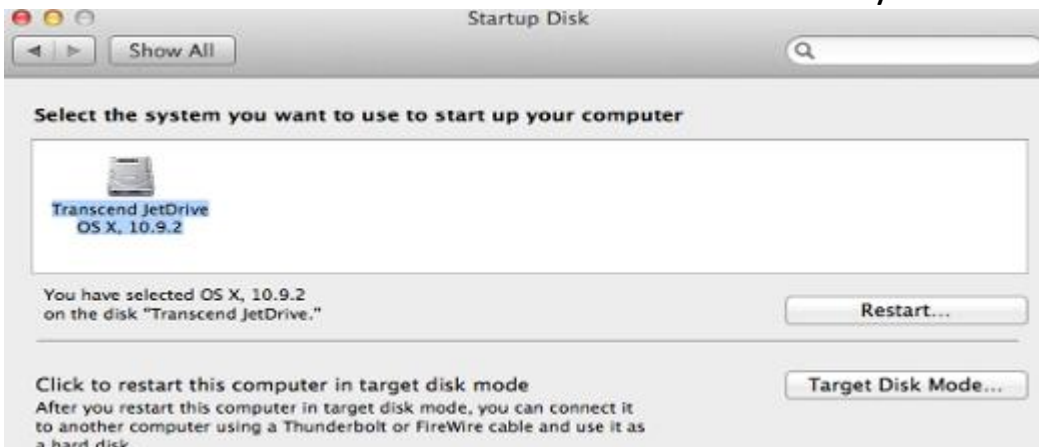 Startup Disk
Show All
Select the system you want to use to start up your computer
Transcend JetDrive
OS X, 10.9.2
You have selected OS X, 10.9.2
on the disk "Transcend JetDrive."
Restart...
Click to restart this computer in target disk mode
Target Disk Mode...
After you restart this computer in target disk mode, you can connect it
to another computer using a Thunderbolt or FireWire cable and use it as
a hard disk